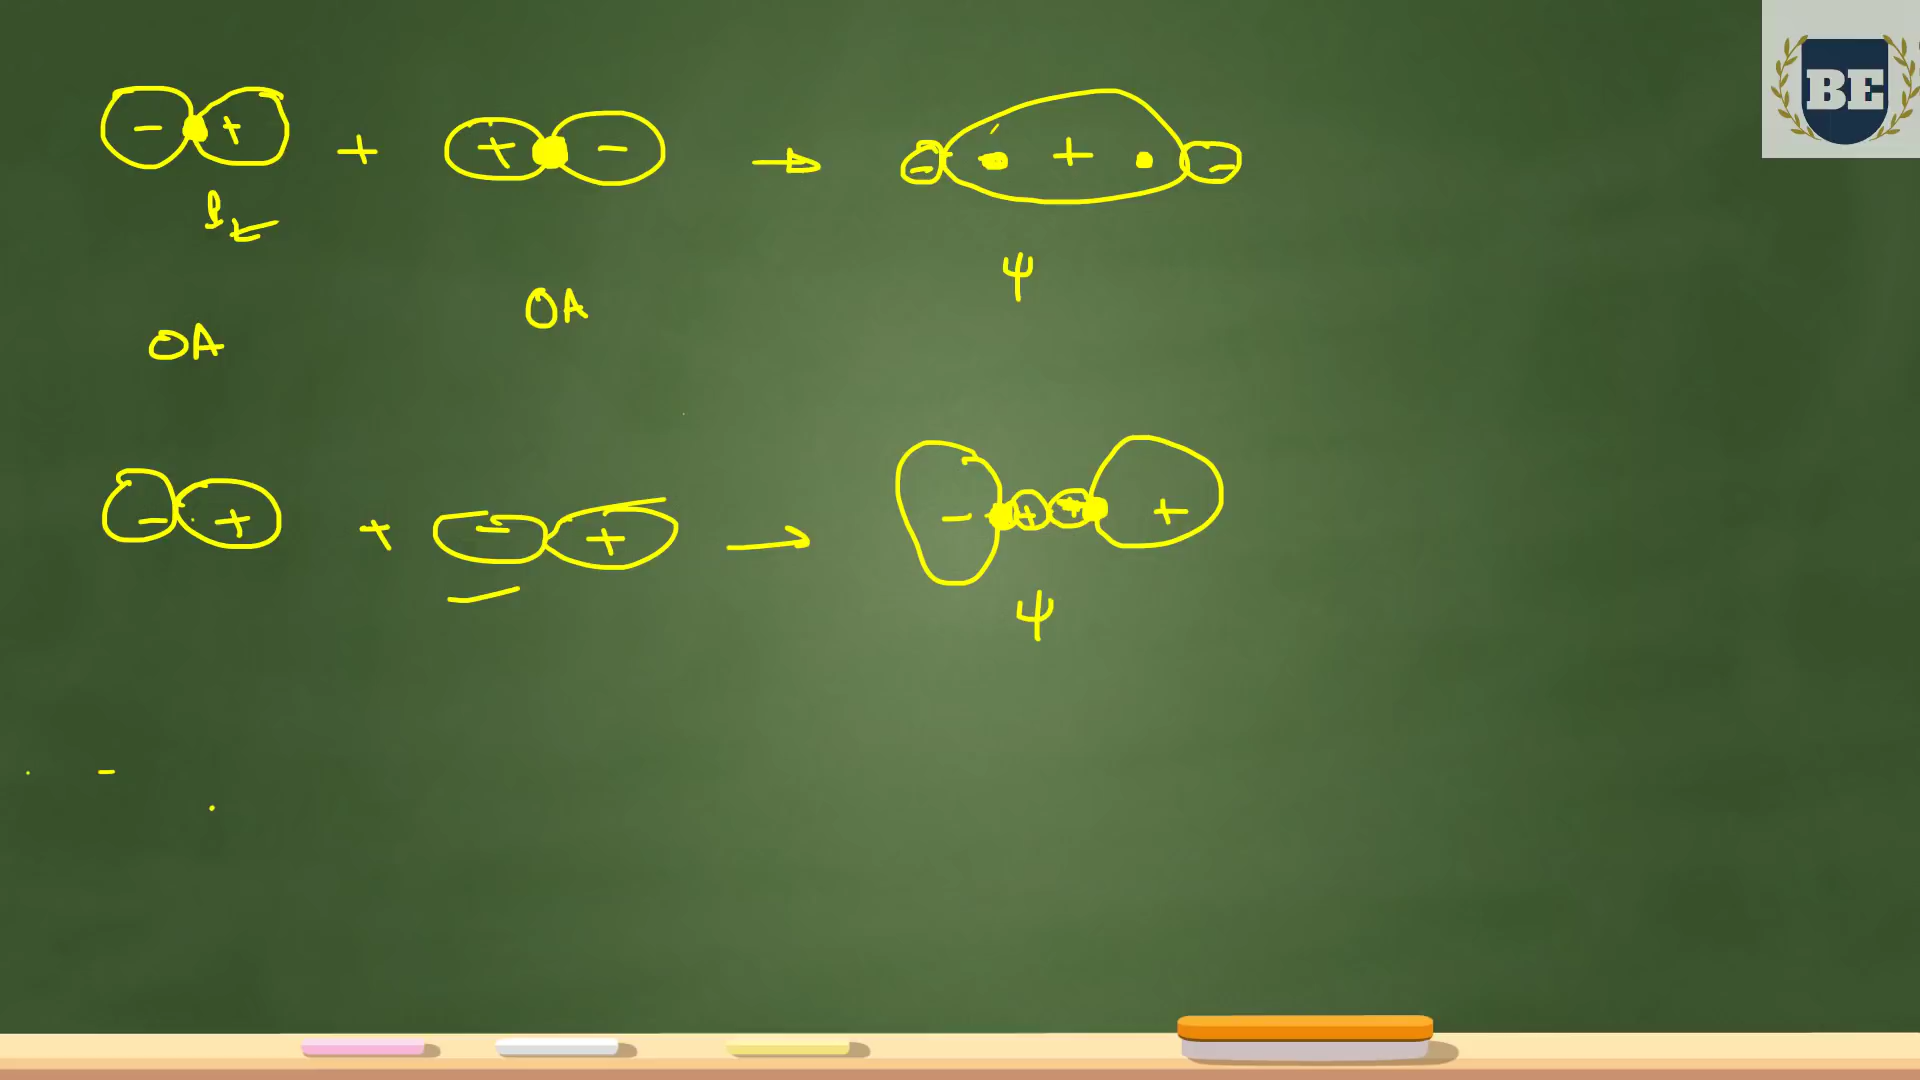 BE
- + + + - → - + -
P
OA OA ψ
- + + - + → - + + +
ψ
-